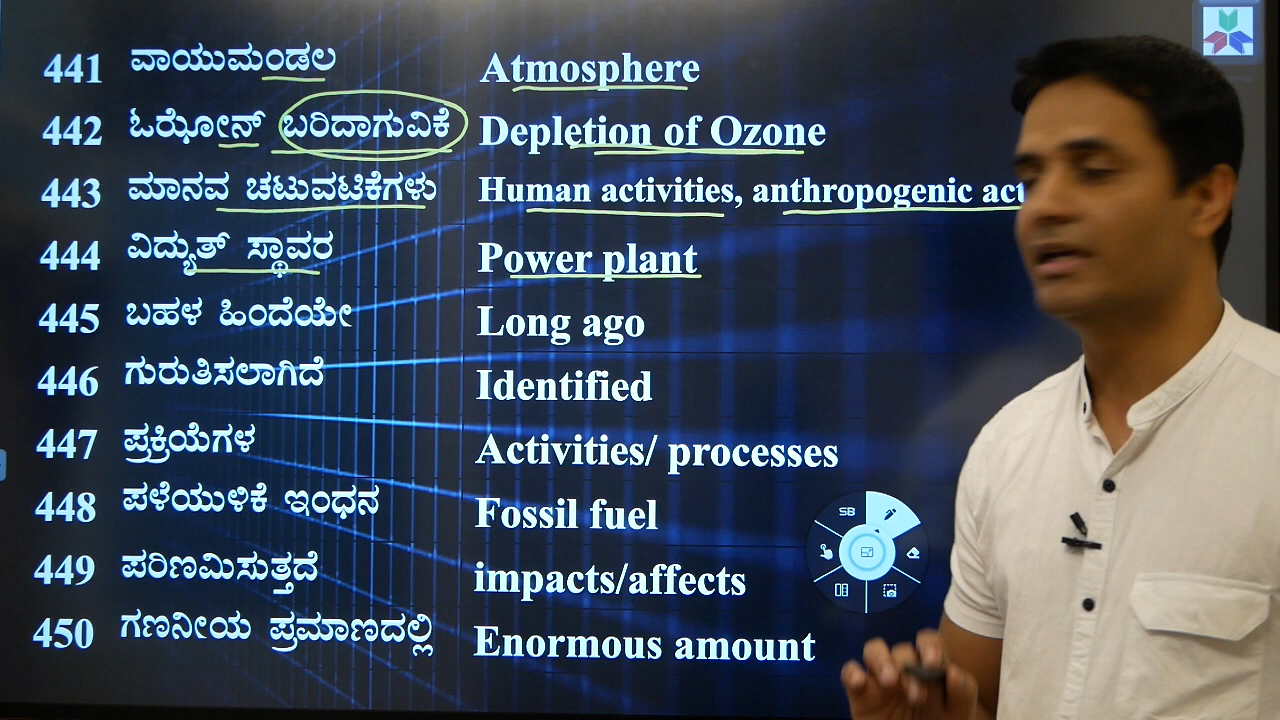 441 ವಾಯುಮಂಡಲ Atmosphere
442 ಓಝೋನ್ ಬರಿದಾಗುವಿಕೆ Depletion of Ozone
443 ಮಾನವ ಚಟುವಟಿಕೆಗಳು Human activities, anthropogenic act
444 ವಿದ್ಯುತ್ ಸ್ಥಾವರ Power plant
445 ಬಹಳ ಹಿಂದೆಯೇ Long ago
446 ಗುರುತಿಸಲಾಗಿದೆ Identified
447 ಪ್ರಕ್ರಿಯೆಗಳ Activities/ processes
448 ಪಳೆಯುಳಿಕೆ ಇಂಧನ Fossil fuel
449 ಪರಿಣಮಿಸುತ್ತದೆ impacts/affects
450 ಗಣನೀಯ ಪ್ರಮಾಣದಲ್ಲಿ Enormous amount
SB